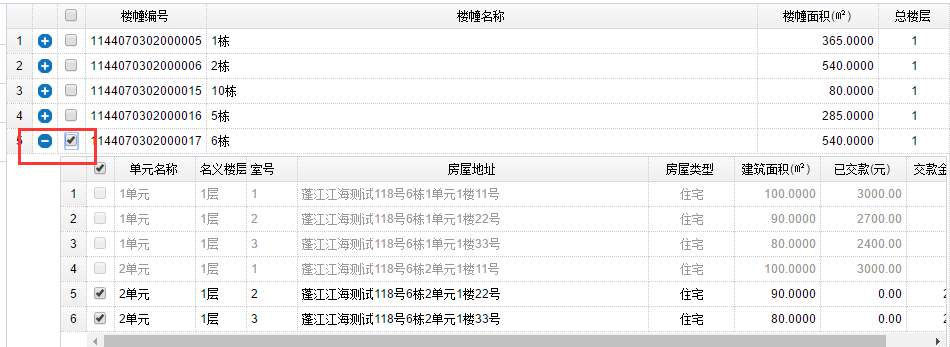 楼幢编号 楼幢名称 楼幢面积(㎡) 总楼层
1 1144070302000005 1栋 365.0000 1
2 1144070302000006 2栋 540.0000 1
3 1144070302000015 10栋 80.0000 1
4 1144070302000016 5栋 285.0000 1
5 1144070302000017 6栋 540.0000 1
单元名称 名义楼层 室号 房屋地址 房屋类型 建筑面积(㎡) 已交款(元) 交款金
1 1单元 1层 1 蓬江江海测试118号6栋1单元1楼11号 住宅 100.0000 3000.00
2 1单元 1层 2 蓬江江海测试118号6栋1单元1楼22号 住宅 90.0000 2700.00
3 1单元 1层 3 蓬江江海测试118号6栋1单元1楼33号 住宅 80.0000 2400.00
4 2单元 1层 1 蓬江江海测试118号6栋2单元1楼11号 住宅 100.0000 3000.00
5 2单元 1层 2 蓬江江海测试118号6栋2单元1楼22号 住宅 90.0000 0.00 2
6 2单元 1层 3 蓬江江海测试118号6栋2单元1楼33号 住宅 80.0000 0.00 2